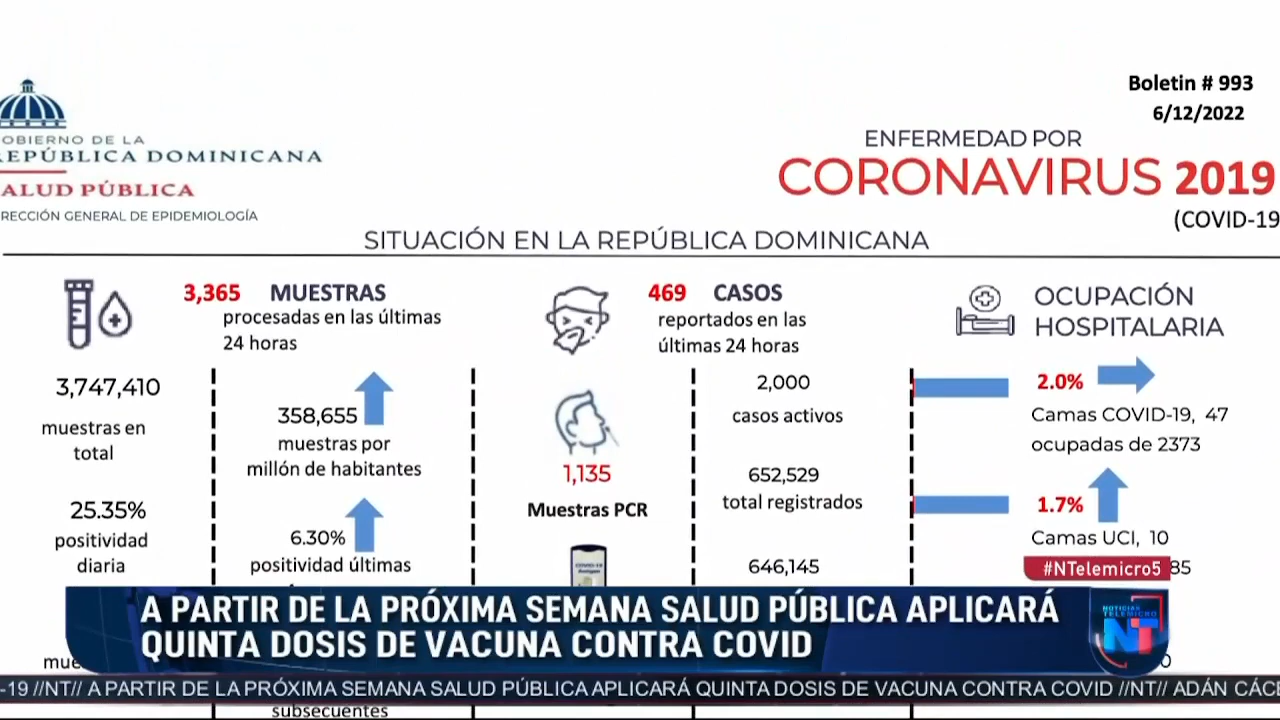 Boletin # 993
6/12/2022
OBIERNO DE LA
REPÚBLICA DOMINICANA
ALUD PÚBLICA
RECCIÓN GENERAL DE EPIDEMIOLOGÍA
ENFERMEDAD POR
CORONAVIRUS 2019
(COVID-19
SITUACIÓN EN LA REPÚBLICA DOMINICANA
3,365 MUESTRAS
procesadas en las últimas
24 horas
3,747,410
muestras en
total
25.35%
positividad
diaria
358,655
muestras por
millón de habitantes
6.30%
positividad últimas
subsecuentes
469 CASOS
reportados en las
últimas 24 horas
1,135
Muestras PCR
2,000
casos activos
652,529
total registrados
646,145
OCUPACIÓN
HOSPITALARIA
2.0%
Camas COVID-19, 47
ocupadas de 2373
1.7%
Camas UCI, 10
85
#NTelemicro5
A PARTIR DE LA PRÓXIMA SEMANA SALUD PÚBLICA APLICARÁ
QUINTA DOSIS DE VACUNA CONTRA COVID
NOTICIAS
TELEMICRO
NT
-19 //NT// A PARTIR DE LA PRÓXIMA SEMANA SALUD PÚBLICA APLICARÁ QUINTA DOSIS DE VACUNA CONTRA COVID //NT// ADÁN CÁCE